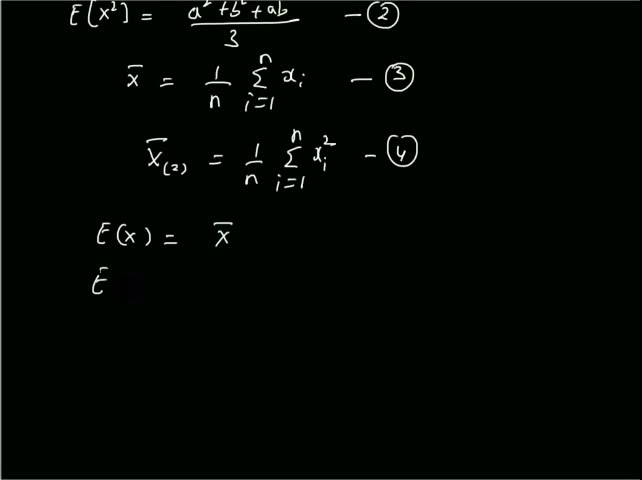 E[x²] = (a² + b² + ab) / 3 — ②
x̄ = 1/n Σ_{i=1}^{n} xᵢ — ③
x̄₍₂₎ = 1/n Σ_{i=1}^{n} xᵢ² — ④
E(x) = x̄
E